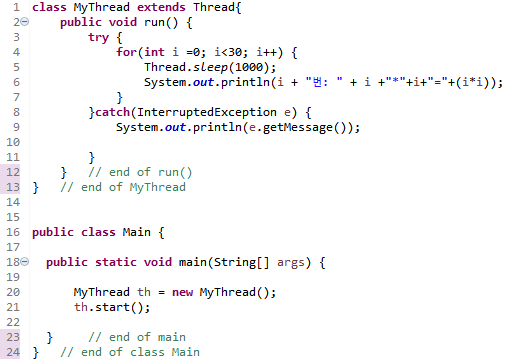 1 class MyThread extends Thread{
2 public void run() {
3 try {
4 for(int i =0; i<30; i++) {
5 Thread.sleep(1000);
6 System.out.println(i + "번: " + i +"*"+i+"="+(i*i));
7 }
8 }catch(InterruptedException e) {
9 System.out.println(e.getMessage());
10
11 }
12 } // end of run()
13 } // end of MyThread
14
15
16 public class Main {
17
18 public static void main(String[] args) {
19
20 MyThread th = new MyThread();
21 th.start();
22
23 } // end of main
24 } // end of class Main